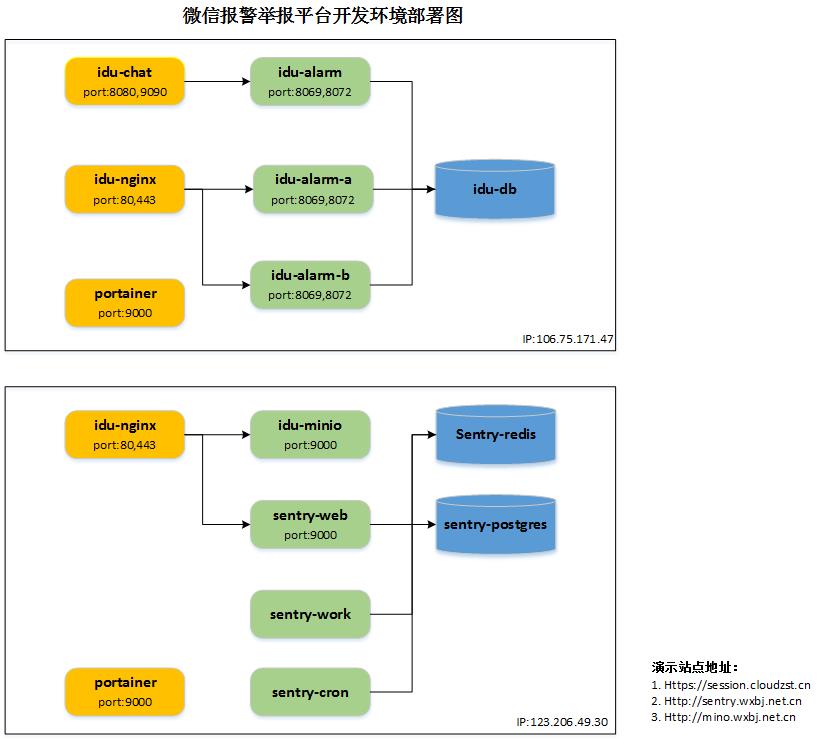 微信报警举报平台开发环境部署图
idu-chat
port:8080,9090
idu-alarm
port:8069,8072
idu-nginx
port:80,443
idu-alarm-a
port:8069,8072
idu-db
idu-alarm-b
port:8069,8072
portainer
port:9000
IP:106.75.171.47
idu-nginx
port:80,443
idu-minio
port:9000
Sentry-redis
sentry-web
port:9000
sentry-postgres
sentry-work
portainer
port:9000
sentry-cron
IP:123.206.49.30
演示站点地址：
1. Https://session.cloudzst.cn
2. Http://sentry.wxbj.net.cn
3. Http://mino.wxbj.net.cn